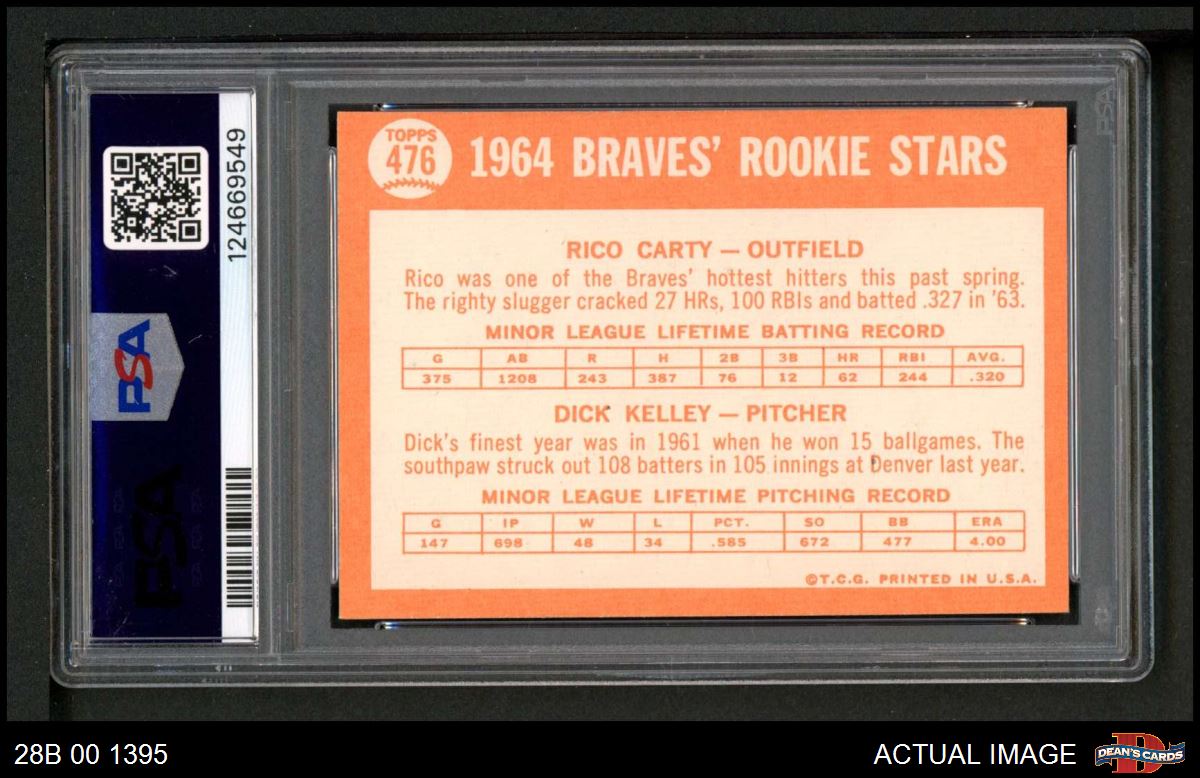 TOPPS
476
1964 BRAVES' ROOKIE STARS
RICO CARTY — OUTFIELD
Rico was one of the Braves' hottest hitters this past spring.
The righty slugger cracked 27 HRs, 100 RBIs and batted .327 in '63.
MINOR LEAGUE LIFETIME BATTING RECORD
G AB R H 2B 3B HR RBI AVG.
375 1208 243 387 76 12 62 244 .320
DICK KELLEY — PITCHER
Dick's finest year was in 1961 when he won 15 ballgames. The
southpaw struck out 108 batters in 105 innings at Denver last year.
MINOR LEAGUE LIFETIME PITCHING RECORD
G IP W L PCT. SO BB ERA
147 698 48 34 .585 672 477 4.00
©T.C.G. PRINTED IN U.S.A.
124669549
PSA
PSA
PSA
28B 00 1395
ACTUAL IMAGE
DEAN'S CARDS